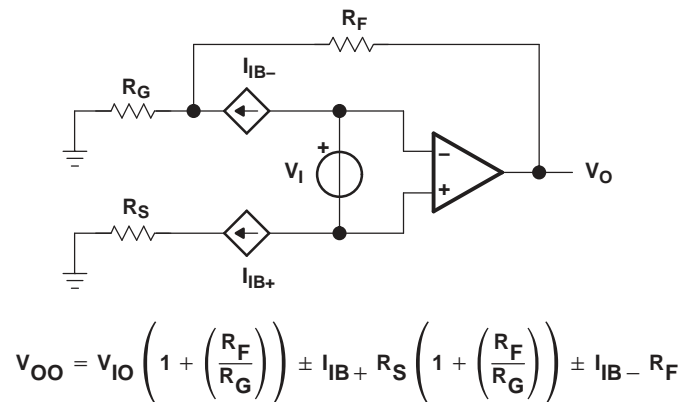 R_F
I_IB−
R_G
+
V_I
−
+
V_O
R_S
I_IB+
V_OO = V_IO (1 + (R_F/R_G)) ± I_IB+ R_S (1 + (R_F/R_G)) ± I_IB− R_F